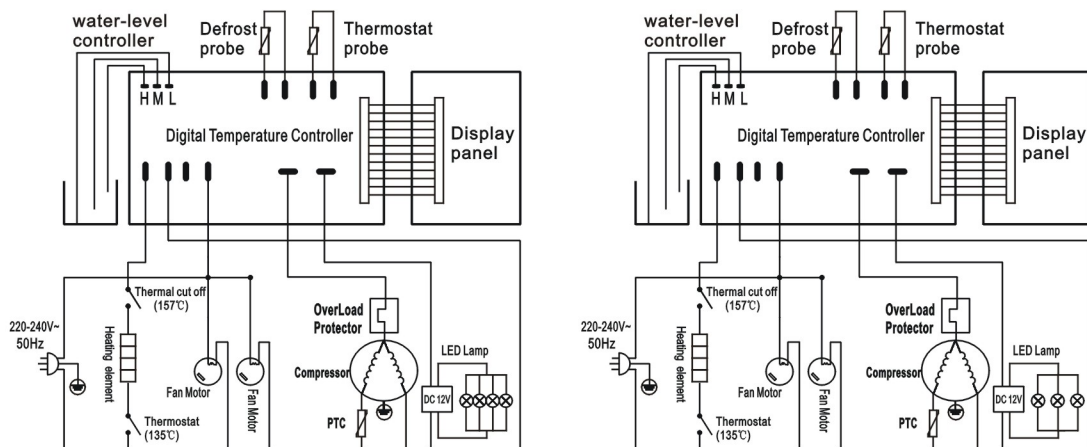 water-level
controller
Defrost
probe
Thermostat
probe
H M L
Digital Temperature Controller
Display
panel
Thermal cut off
(157℃)
OverLoad
Protector
220-240V~
50Hz
Heating element
Compressor
LED Lamp
Fan Motor
Fan Motor
DC 12V
Thermostat
(135℃)
PTC
water-level
controller
Defrost
probe
Thermostat
probe
H M L
Digital Temperature Controller
Display
panel
Thermal cut off
(157℃)
OverLoad
Protector
220-240V~
50Hz
Heating element
Compressor
LED Lamp
Fan Motor
Fan Motor
DC 12V
Thermostat
(135℃)
PTC